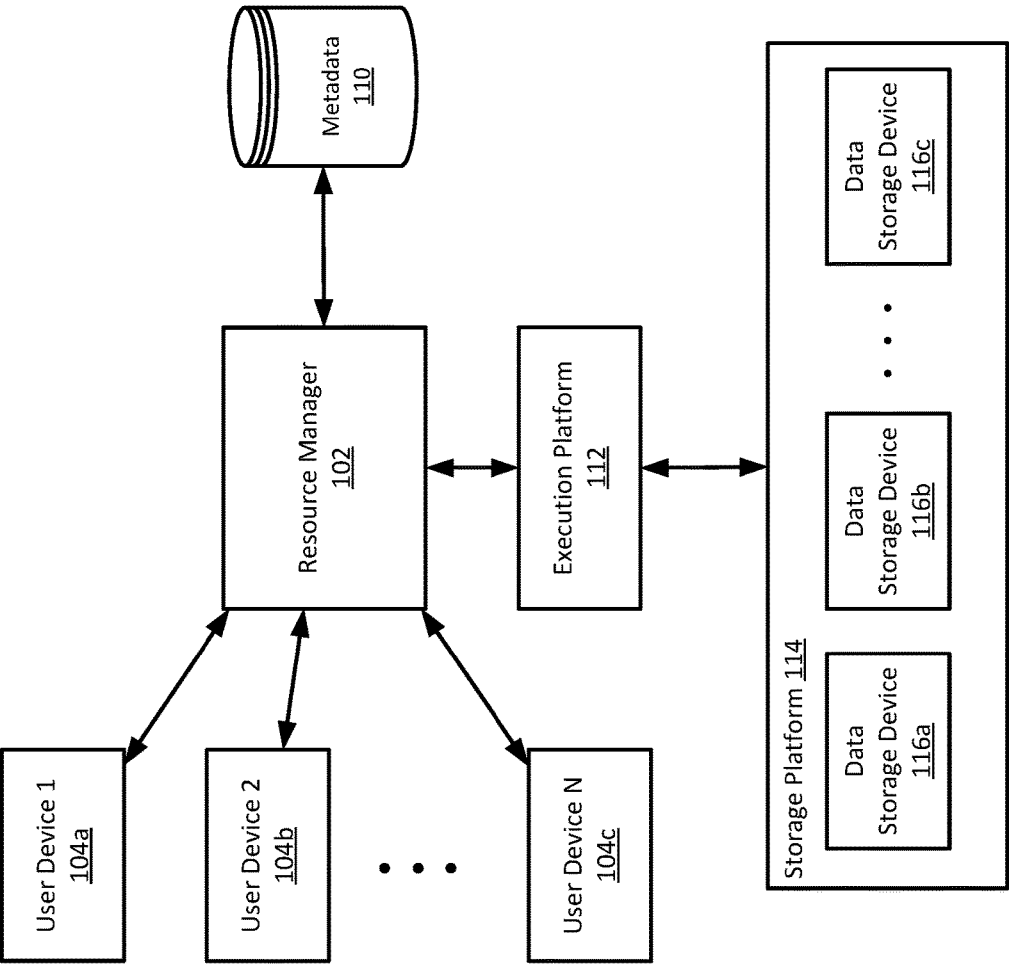 User Device 1
104a
User Device 2
104b
• • •
User Device N
104c
Resource Manager
102
Metadata
110
Execution Platform
112
Storage Platform 114
Data
Storage Device
116a
Data
Storage Device
116b
• • •
Data
Storage Device
116c